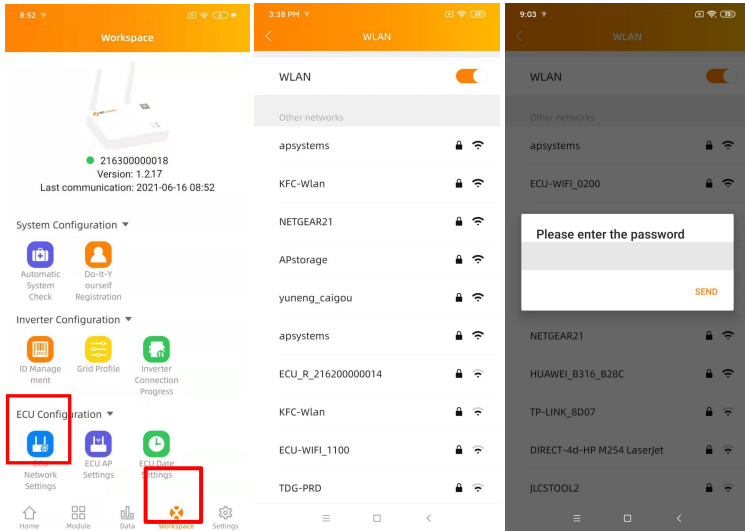 8:52
Workspace
216300000018
Version: 1.2.17
Last communication: 2021-06-16 08:52
System Configuration
Automatic System Check
Do-It-Y ourself Registration
Inverter Configuration
ID Manage ment
Grid Profile
Inverter Connection Progress
ECU Configuration
ECU Network Settings
ECU AP Settings
ECU Date Settings
Home
Module
Data
Workspace
Settings
3:38 PM
WLAN
WLAN
Other networks
apsystems
KFC-Wlan
NETGEAR21
APstorage
yuneng_caigou
apsystems
ECU_R_216200000014
KFC-Wlan
ECU-WIFI_1100
TDG-PRD
9:03
WLAN
WLAN
Other networks
apsystems
ECU-WIFI_0200
Please enter the password
SEND
NETGEAR21
HUAWEI_B316_B28C
TP-LINK_8D07
DIRECT-4d-HP M254 LaserJet
JLCSTOOL2